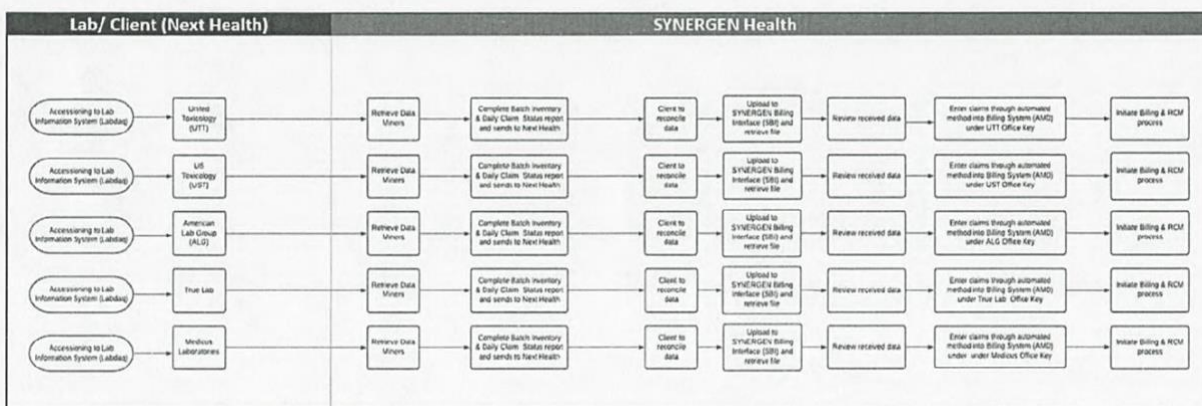 Lab/ Client (Next Health)
SYNERGEN Health
Accessioning to Lab
Information System (Labdaq)
United
Toxicology
(UTT)
Retrieve Data
Miners
Complete Batch Inventory
& Daily Claim Status report
and sends to Next Health
Client to
reconcile
data
Upload to
SYNERGEN Billing
Interface (SBI) and
retrieve file
Review received data
Enter claims through automated
method into Billing System (AMD)
under UTT Office Key
Initiate Billing & RCM
process
Accessioning to Lab
Information System (Labdaq)
US
Toxicology
(UST)
Retrieve Data
Miners
Complete Batch Inventory
& Daily Claim Status report
and sends to Next Health
Client to
reconcile
data
Upload to
SYNERGEN Billing
Interface (SBI) and
retrieve file
Review received data
Enter claims through automated
method into Billing System (AMD)
under UST Office Key
Initiate Billing & RCM
process
Accessioning to Lab
Information System (Labdaq)
American
Lab Group
(ALG)
Retrieve Data
Miners
Complete Batch Inventory
& Daily Claim Status report
and sends to Next Health
Client to
reconcile
data
Upload to
SYNERGEN Billing
Interface (SBI) and
retrieve file
Review received data
Enter claims through automated
method into Billing System (AMD)
under ALG Office Key
Initiate Billing & RCM
process
Accessioning to Lab
Information System (Labdaq)
True Lab
Retrieve Data
Miners
Complete Batch Inventory
& Daily Claim Status report
and sends to Next Health
Client to
reconcile
data
Upload to
SYNERGEN Billing
Interface (SBI) and
retrieve file
Review received data
Enter claims through automated
method into Billing System (AMD)
under True Lab Office Key
Initiate Billing & RCM
process
Accessioning to Lab
Information System (Labdaq)
Medicus
Laboratories
Retrieve Data
Miners
Complete Batch Inventory
& Daily Claim Status report
and sends to Next Health
Client to
reconcile
data
Upload to
SYNERGEN Billing
Interface (SBI) and
retrieve file
Review received data
Enter claims through automated
method into Billing System (AMD)
under under Medicus Office Key
Initiate Billing & RCM
process